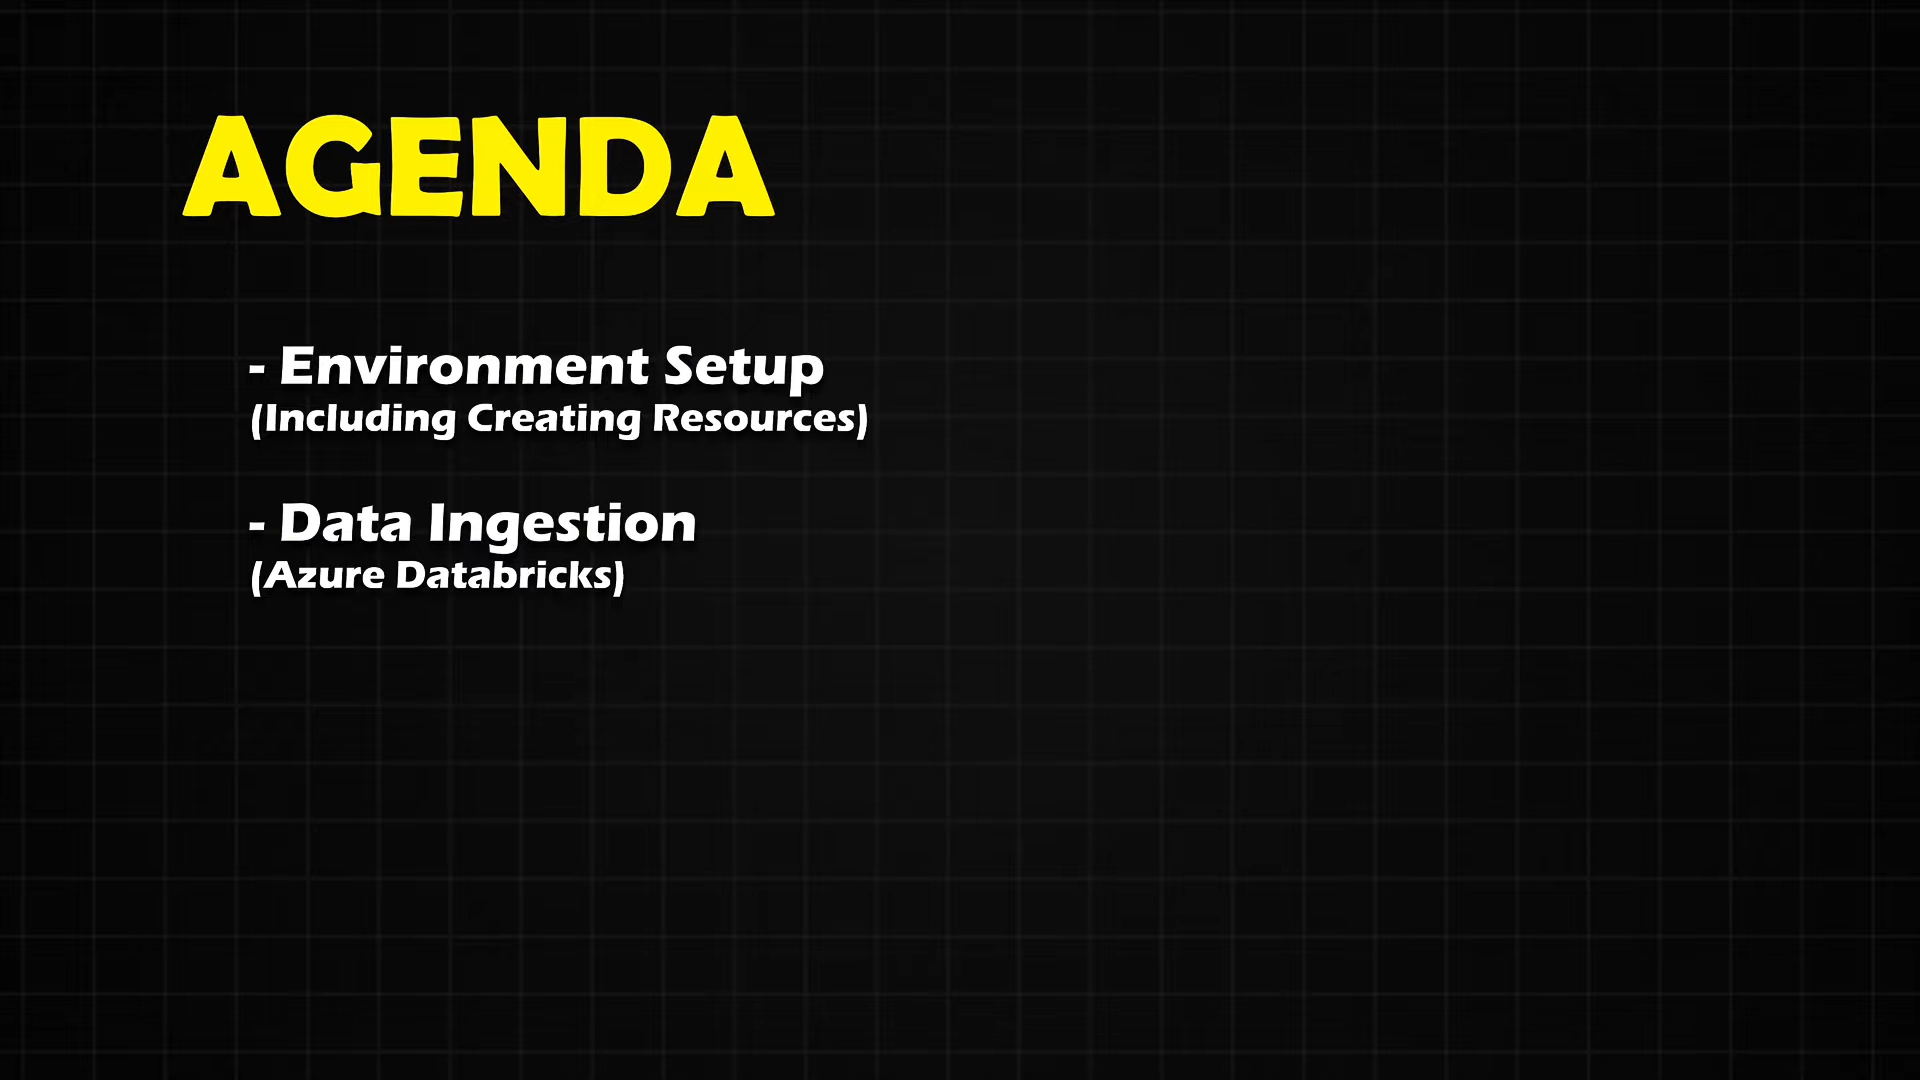 AGENDA
- Environment Setup
(Including Creating Resources)
- Data Ingestion
(Azure Databricks)